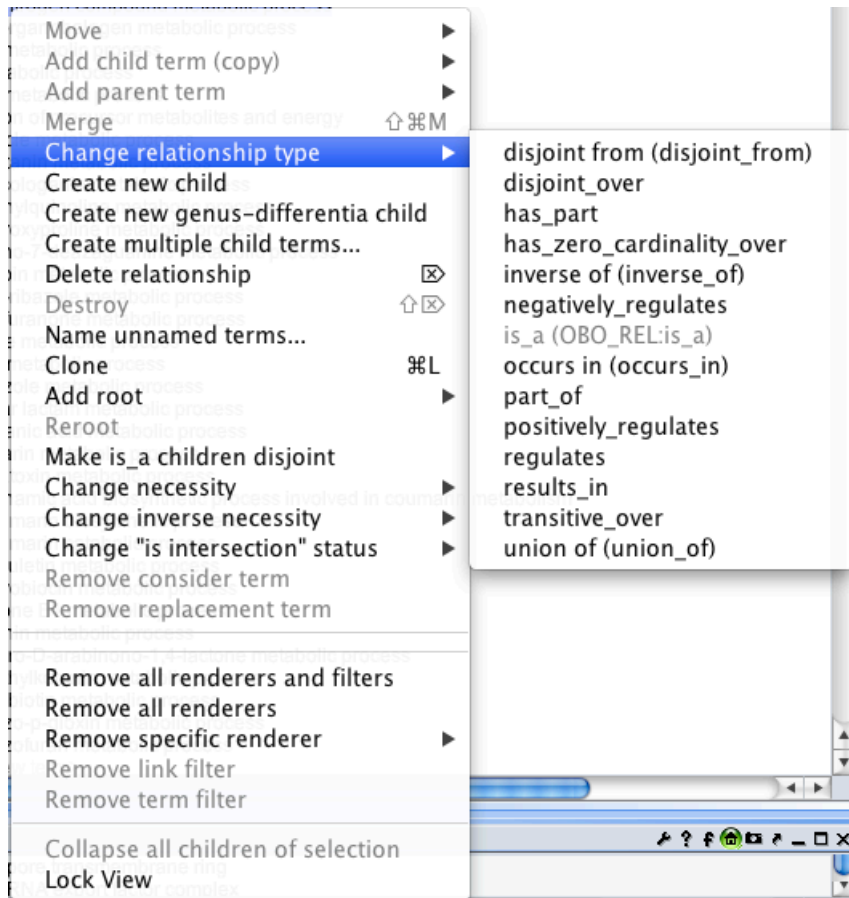 Move
Add child term (copy)
Add parent term
Merge ⇧⌘M
Change relationship type
Create new child
Create new genus-differentia child
Create multiple child terms...
Delete relationship ⌦
Destroy ⇧⌦
Name unnamed terms...
Clone ⌘L
Add root
Reroot
Make is_a children disjoint
Change necessity
Change inverse necessity
Change "is intersection" status
Remove consider term
Remove replacement term
Remove all renderers and filters
Remove all renderers
Remove specific renderer
Remove link filter
Remove term filter
Collapse all children of selection
Lock View
disjoint from (disjoint_from)
disjoint_over
has_part
has_zero_cardinality_over
inverse of (inverse_of)
negatively_regulates
is_a (OBO_REL:is_a)
occurs in (occurs_in)
part_of
positively_regulates
regulates
results_in
transitive_over
union of (union_of)